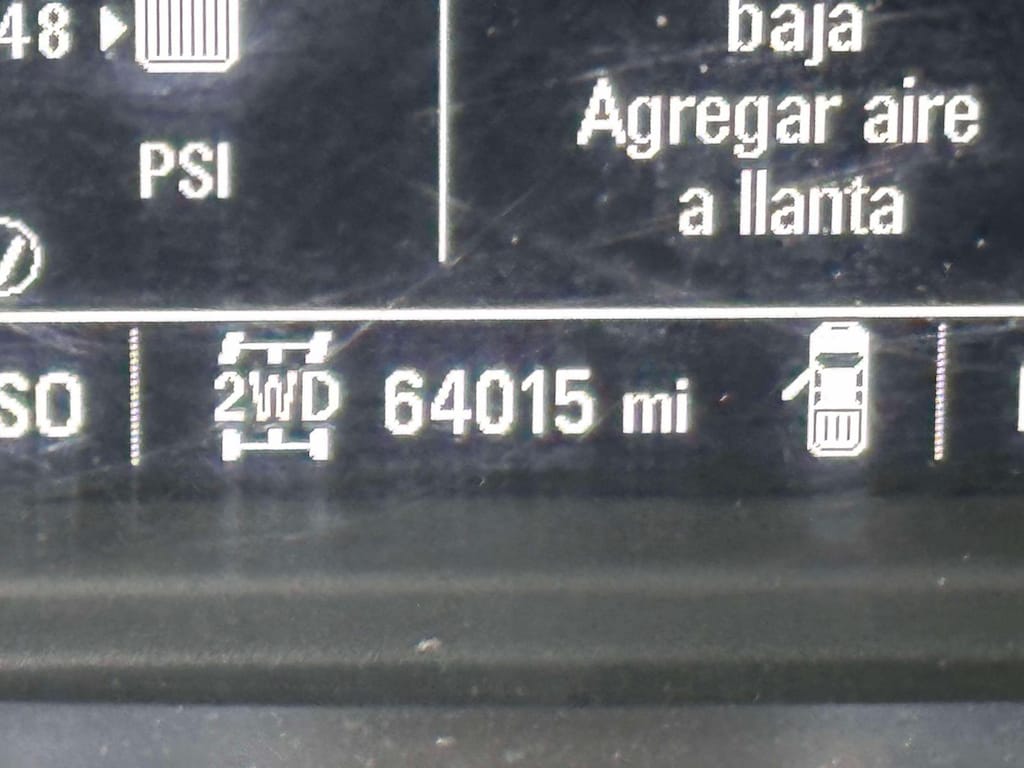 48
PSI
baja
Agregar aire
a llanta
SO
2WD
64015 mi